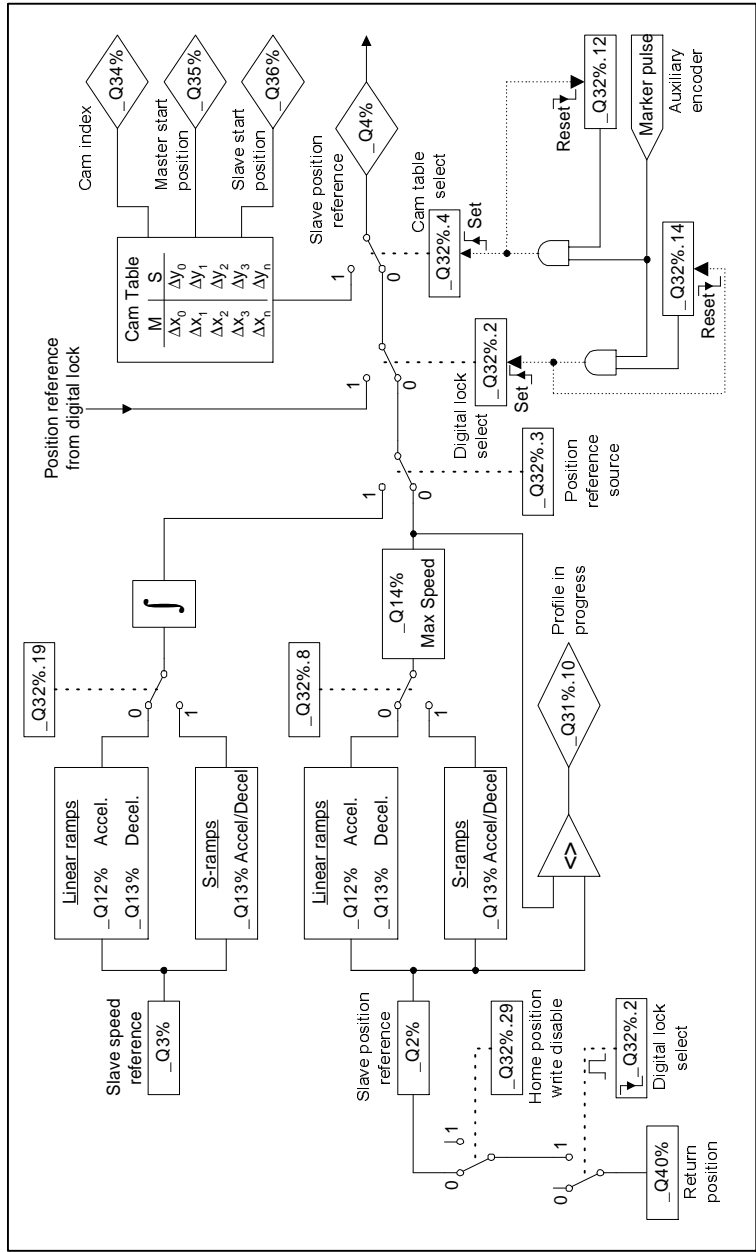 Slave speed
reference
_Q3%
Linear ramps
_Q12% Accel.
_Q13% Decel.
S-ramps
_Q13% Accel/Decel
0
1
_Q32%.19
∫
Position reference
from digital lock
Cam Table
M S
Δx0 Δy0
Δx1 Δy1
Δx2 Δy2
Δx3 Δy3
Δxn Δyn
Cam index
_Q34%
Master start
position
_Q35%
Slave start
position
_Q36%
Slave position
reference
_Q2%
Linear ramps
_Q12% Accel.
_Q13% Decel.
S-ramps
_Q13% Accel/Decel
0
1
_Q32%.8
_Q14%
Max Speed
1
0
1
0
1
0
Slave position
reference
_Q4%
0
1
_Q32%.29
Home position
write disable
0
1
_Q32%.2
Digital lock
select
_Q40%
Return
position
<>
_Q31%.10
Profile in
progress
_Q32%.3
Position
reference
source
Digital lock
select
_Q32%.2
Set
Cam table
select
_Q32%.4
Set
Reset
_Q32%.14
Reset
_Q32%.12
Marker pulse
Auxiliary
encoder